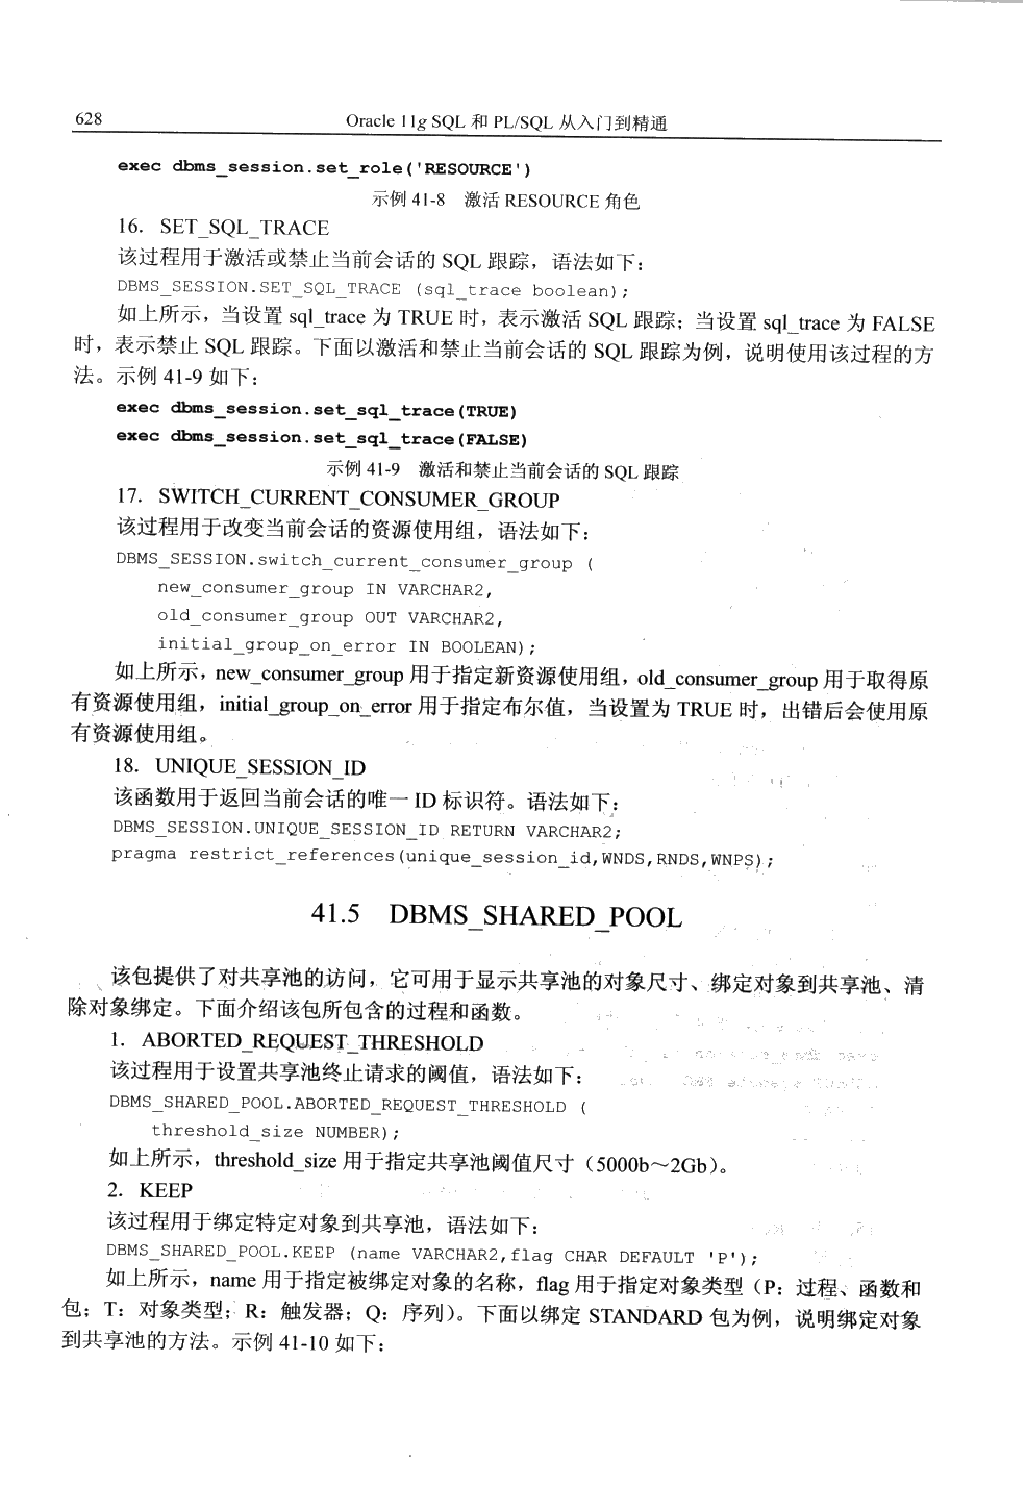 628
Oracle 11g SQL 和 PL/SQL 从入门到精通
exec dbms_session.set_role('RESOURCE')
示例 41-8 激活 RESOURCE 角色
16. SET_SQL_TRACE
该过程用于激活或禁止当前会话的 SQL 跟踪，语法如下：
DBMS_SESSION.SET_SQL_TRACE (sql_trace boolean);
如上所示，当设置 sql_trace 为 TRUE 时，表示激活 SQL 跟踪；当设置 sql_trace 为 FALSE
时，表示禁止 SQL 跟踪。下面以激活和禁止当前会话的 SQL 跟踪为例，说明使用该过程的方
法。示例 41-9 如下：
exec dbms_session.set_sql_trace(TRUE)
exec dbms_session.set_sql_trace(FALSE)
示例 41-9 激活和禁止当前会话的 SQL 跟踪
17. SWITCH_CURRENT_CONSUMER_GROUP
该过程用于改变当前会话的资源使用组，语法如下：
DBMS_SESSION.switch_current_consumer_group (
new_consumer_group IN VARCHAR2,
old_consumer_group OUT VARCHAR2,
initial_group_on_error IN BOOLEAN);
如上所示，new_consumer_group 用于指定新资源使用组，old_consumer_group 用于取得原
有资源使用组，initial_group_on_error 用于指定布尔值，当设置为 TRUE 时，出错后会使用原
有资源使用组。
18. UNIQUE_SESSION_ID
该函数用于返回当前会话的唯一 ID 标识符。语法如下：
DBMS_SESSION.UNIQUE_SESSION_ID RETURN VARCHAR2;
pragma restrict_references(unique_session_id,WNDS,RNDS,WNPS);
41.5 DBMS_SHARED_POOL
该包提供了对共享池的访问，它可用于显示共享池的对象尺寸、绑定对象到共享池、清
除对象绑定。下面介绍该包所包含的过程和函数。
1. ABORTED_REQUEST_THRESHOLD
该过程用于设置共享池终止请求的阈值，语法如下：
DBMS_SHARED_POOL.ABORTED_REQUEST_THRESHOLD (
threshold_size NUMBER);
如上所示，threshold_size 用于指定共享池阈值尺寸（5000b～2Gb）。
2. KEEP
该过程用于绑定特定对象到共享池，语法如下：
DBMS_SHARED_POOL.KEEP (name VARCHAR2,flag CHAR DEFAULT 'P');
如上所示，name 用于指定被绑定对象的名称，flag 用于指定对象类型（P：过程、函数和
包；T：对象类型；R：触发器；Q：序列）。下面以绑定 STANDARD 包为例，说明绑定对象
到共享池的方法。示例 41-10 如下：